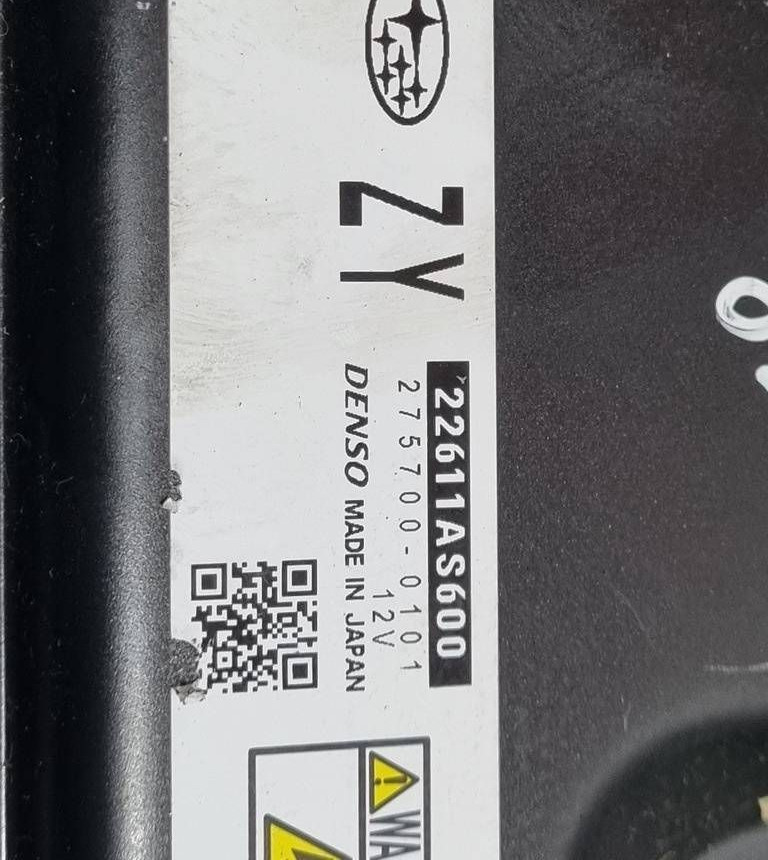 ZY
22611AS600
275700-0101
12V
DENSO MADE IN JAPAN